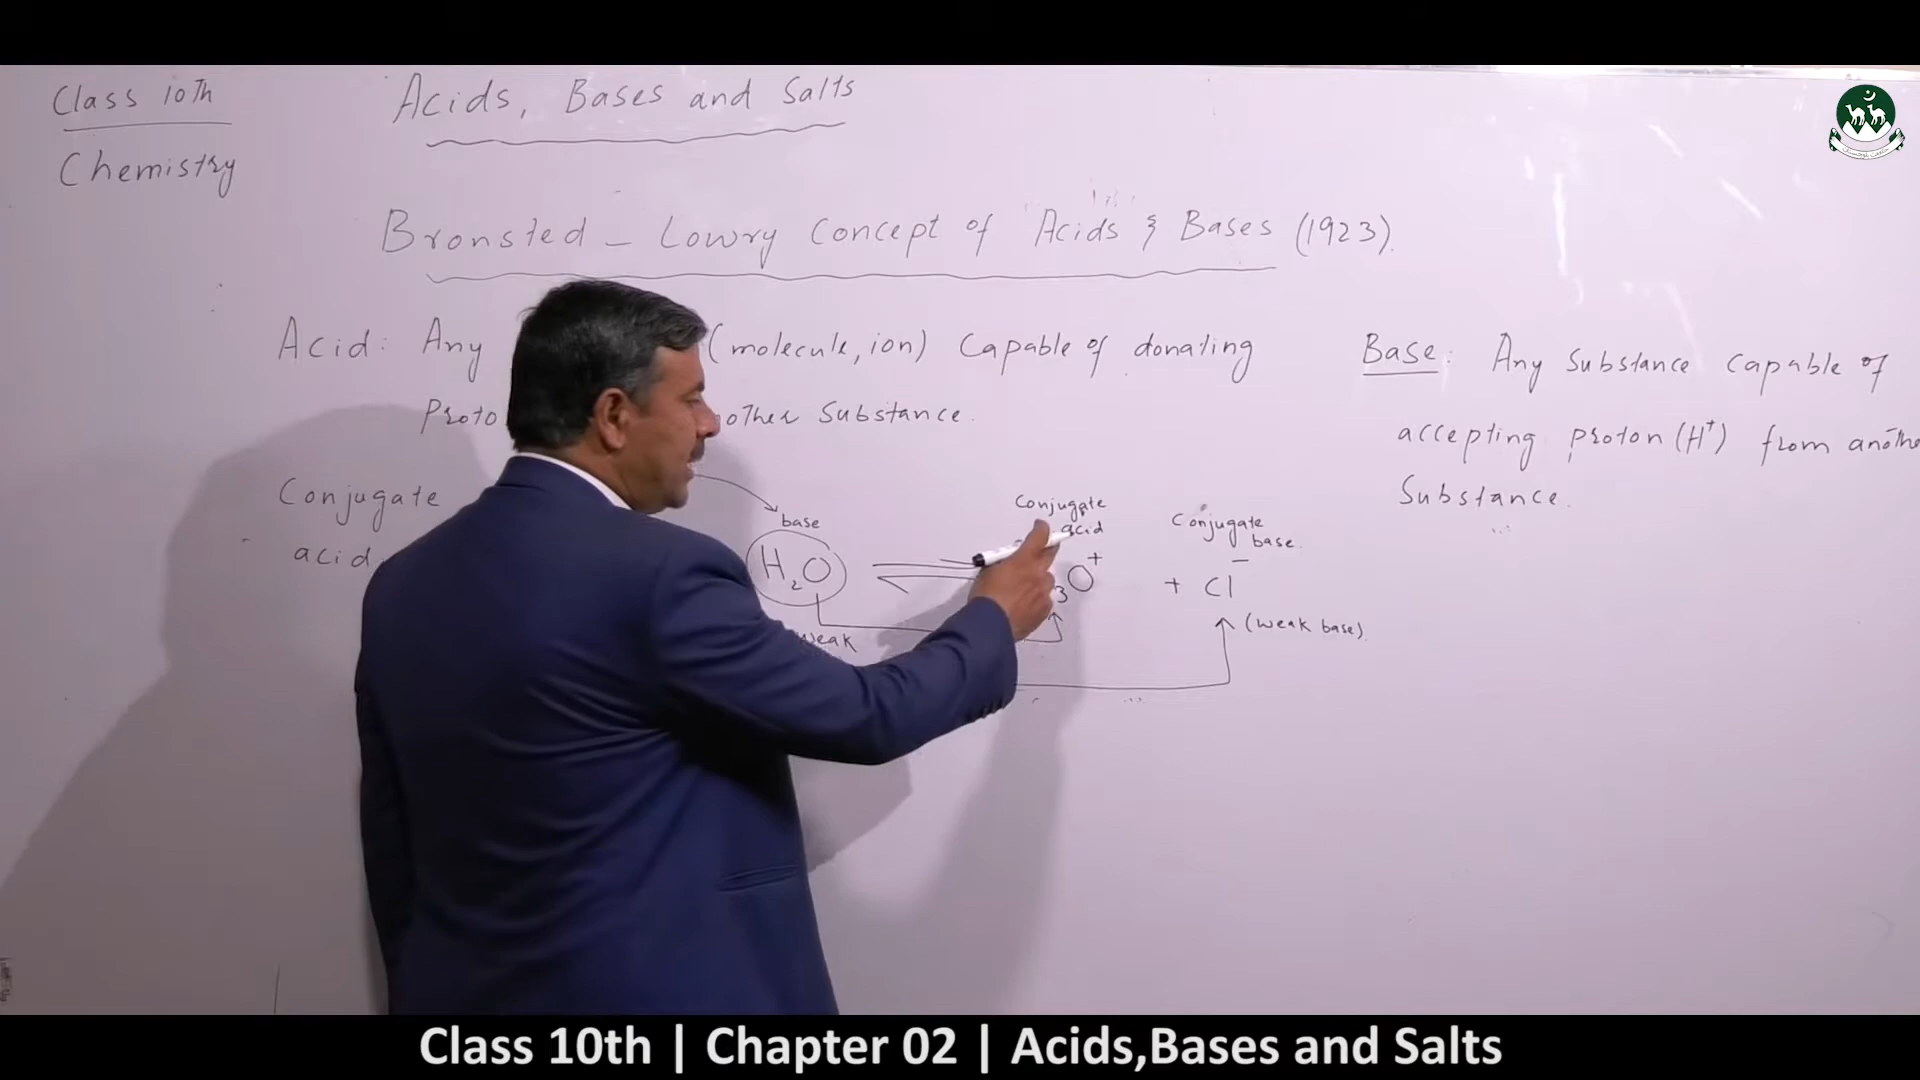 Class 10th
Chemistry
Acids, Bases and Salts
Bronsted - Lowry Concept of Acids & Bases (1923).
Acid: Any (molecule, ion) Capable of donating
Proto other Substance.
Base: Any Substance Capable of
accepting proton (H+) from anothe
Substance.
Conjugate
acid
base
H2O
weak
Conjugate
acid
3O+
Conjugate
base.
+ Cl-
(weak base).
Class 10th | Chapter 02 | Acids,Bases and Salts